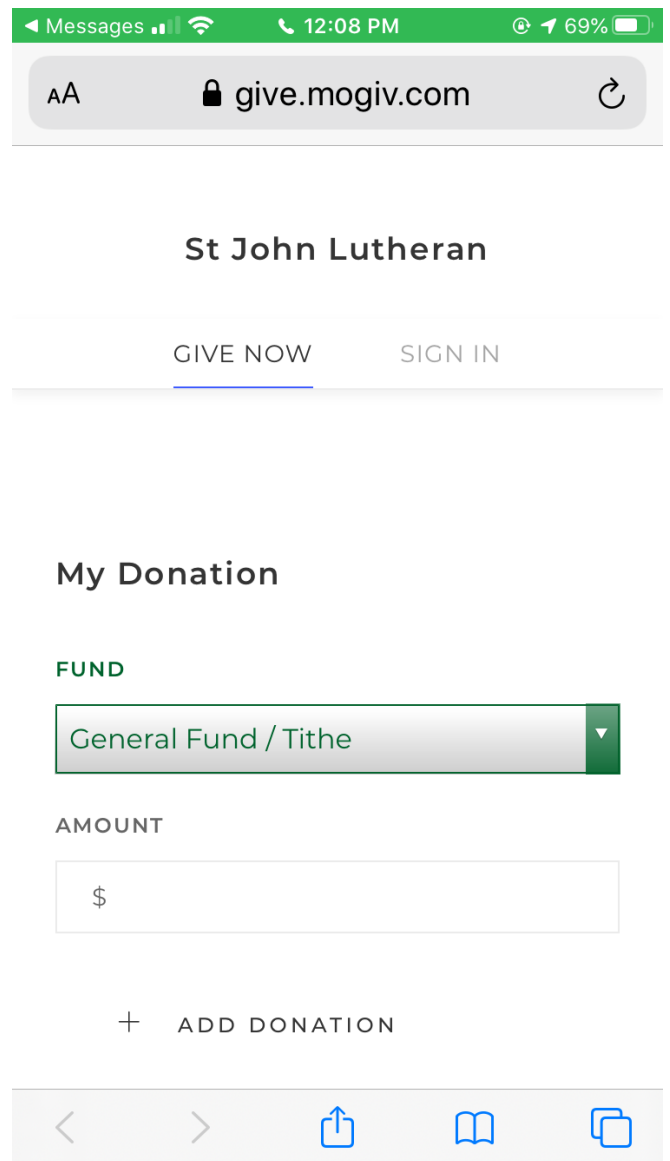 Messages 12:08 PM 69%
AA give.mogiv.com
St John Lutheran
GIVE NOW SIGN IN
My Donation
FUND
General Fund / Tithe
AMOUNT
$
+ ADD DONATION